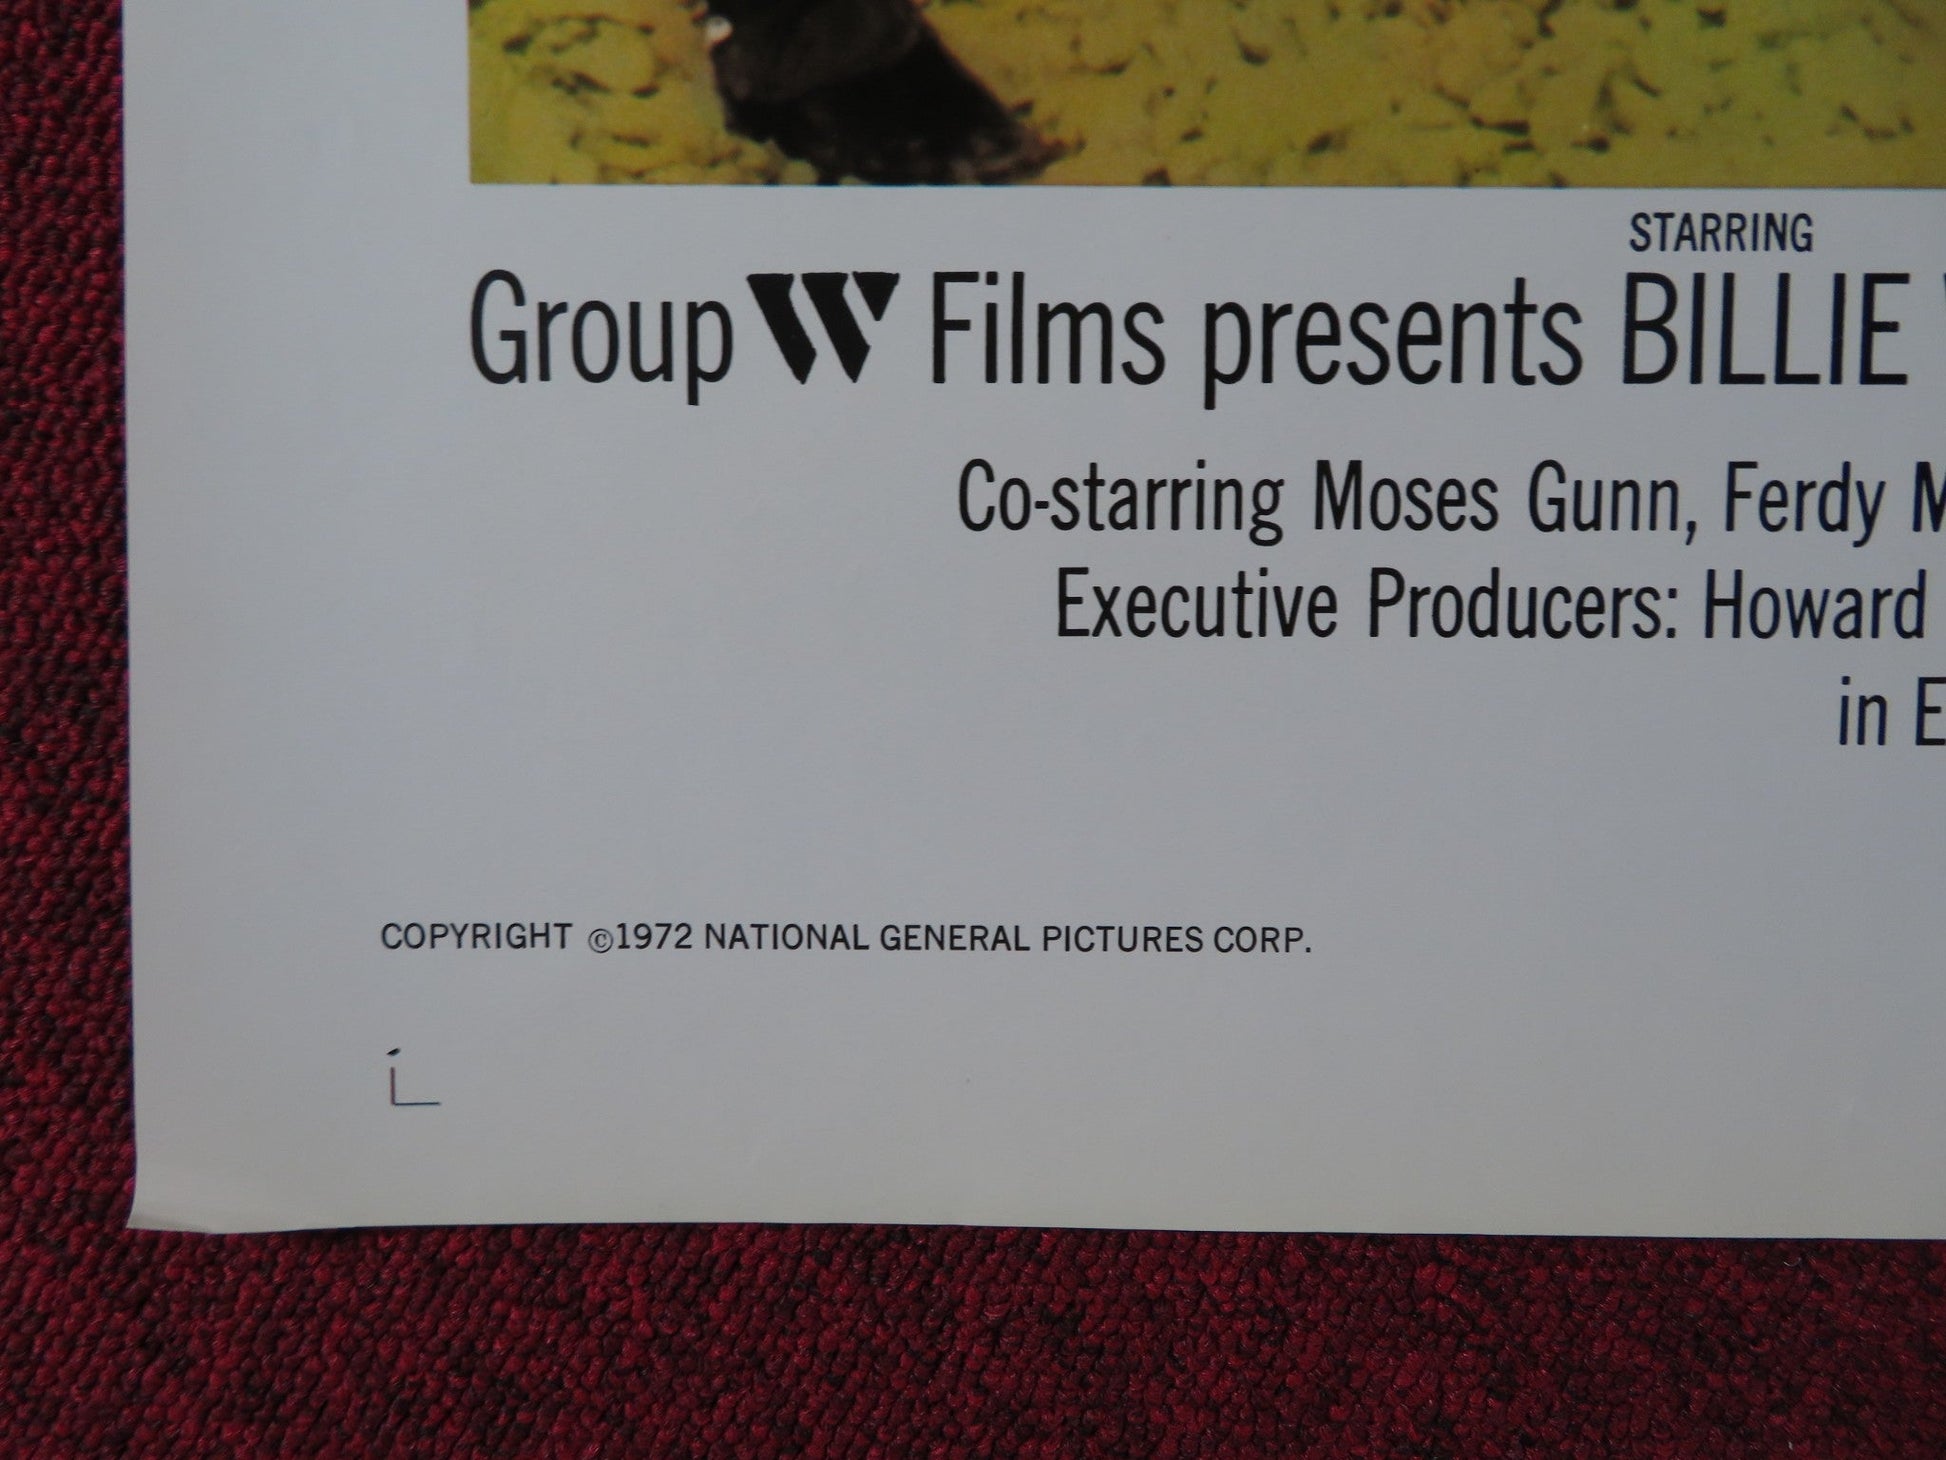 STARRING
Group W Films presents BILLIE
Co-starring Moses Gunn, Ferdy
Executive Producers: Howard
in
COPYRIGHT ©1972 NATIONAL GENERAL PICTURES CORP.